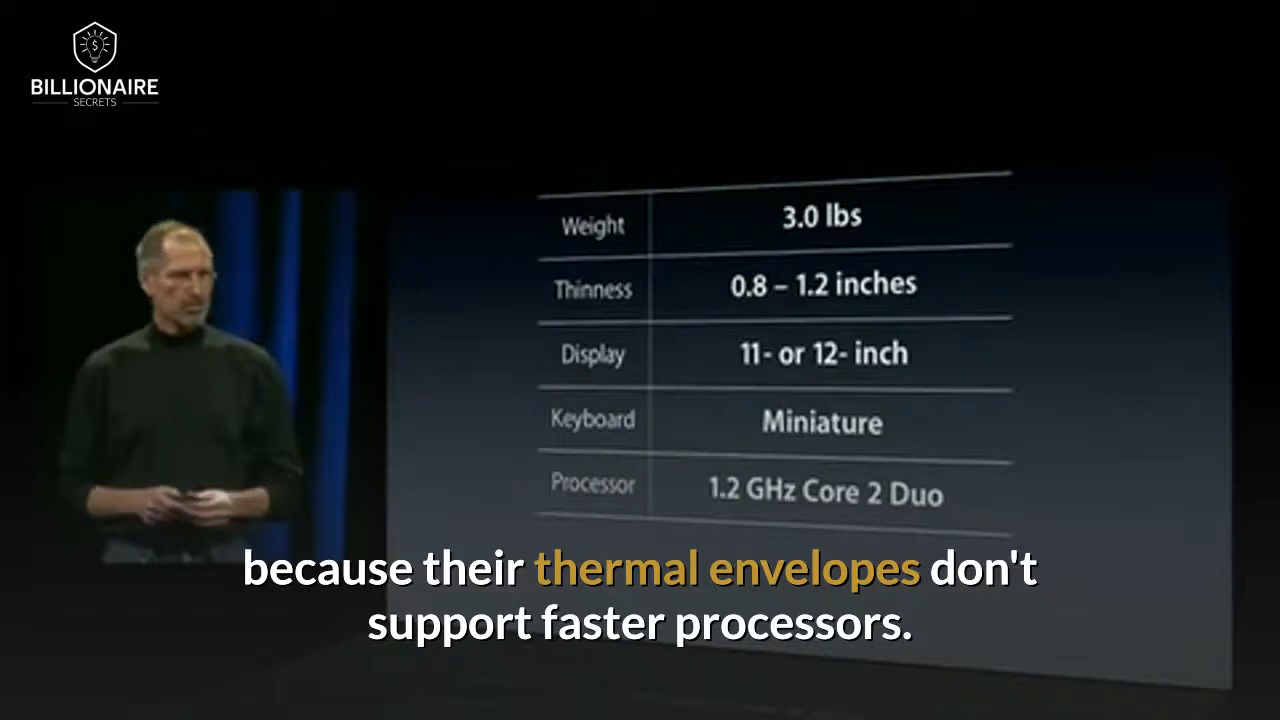 BILLIONAIRE
SECRETS
Weight 3.0 lbs
Thinness 0.8 – 1.2 inches
Display 11- or 12- inch
Keyboard Miniature
Processor 1.2 GHz Core 2 Duo
because their thermal envelopes don't
support faster processors.